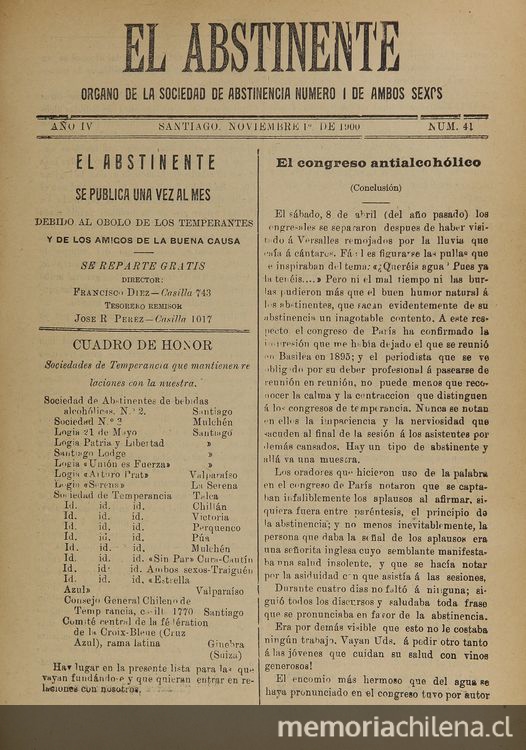 EL ABSTINENTE
ORGANO DE LA SOCIEDAD DE ABSTINENCIA NUMERO I DE AMBOS SEXOS
AÑO IV SANTIAGO, NOVIEMBRE 1º DE 1900 NUM. 41
EL ABSTINENTE
SE PUBLICA UNA VEZ AL MES
DEBIDO AL OBOLO DE LOS TEMPERANTES
Y DE LOS AMIGOS DE LA BUENA CAUSA
SE REPARTE GRATIS
DIRECTOR:
FRANCISCO DIEZ—Casilla 743
TESORERO REMISOR
JOSE R PEREZ—Casilla 1017
CUADRO DE HONOR
Sociedades de Temperancia que mantienen re
laciones con la nuestra.
Sociedad de Abstinentes de bebidas
alcohólicas. N.º 2. Santiago
Sociedad N.º 3 Mulchén
Logia 21 de Mayo Santiago
Logia Patria y Libertad »
Santiago Lodge »
Logia «Unión es Fuerza» »
Logia «Arturo Prat» Valparaíso
Logia «Serena» La Serena
Sociedad de Temperancia Talca
Id. id. id. Chillán
Id. id. id. Victoria
Id. id. id. Perquenco
Id. id. id. Púa
Id. id. id. Mulchén
Id. id. id. «Sin Par» Cura-Cautín
Id. id. id. Ambos sexos-Traiguén
Id. id. id. «Estrella
Azul» Valparaíso
Consejo General Chileno de
Temperancia, casilla 1770 Santiago
Comité central de la federación
de la Croix-Bleue (Cruz
Azul), rama latina Ginebra
(Suiza)
Hay lugar en la presente lista para las que
vayan fundándose y que quieran entrar en re-
laciones con nosotros.
El congreso antialcohólico
(Conclusión)
El sábado, 8 de abril (del año pasado) los
congresales se separaron despues de haber visi-
tado á Versalles remojados por la lluvia que
caía á cántaros. Fácil es figurarse las pullas que
se inspiraban del tema: «¿Queréis agua? Pues ya
la tenéis....» Pero ni el mal tiempo ni las bur-
las pudieron más que el buen humor natural á
los abstinentes, que sacan evidentemente de su
abstinencia un inagotable contento. A este res-
pecto el congreso de París ha confirmado la
impresión que me había dejado el que se reunió
en Basilea en 1895; y el periodista que se ve
obligado por su deber profesional á pasearse de
reunión en reunión, no puede menos que reco-
nocer la calma y la contraccion que distinguen
á los congresos de temperancia. Nunca se notan
en ellos la impaciencia y la nerviosidad que
sacuden al final de la sesión á los asistentes por
demás cansados. Hay un tipo de abstinente y
allá va una muestra.
Los oradores que hicieron uso de la palabra
en el congreso de París notaron que se capta-
ban infaliblemente los aplausos al afirmar, si-
quiera fuera entre paréntesis, el principio de
la abstinencia; y no menos inevitablemente, la
persona que daba la señal de los aplausos era
una señorita inglesa cuyo semblante manifesta-
ba una salud insolente, y que se hacía notar
por la asiduidad con que asistía á las sesiones,
Durante cuatro días no faltó á ninguna; si-
guió todos los discursos y saludaba toda frase
que se pronunciaba en favor de la abstinencia.
Era por demás visible que esto no le costaba
ningún trabajo. Vayan Uds. á pedir otro tanto
á las jóvenes que cuidan su salud con vinos
generosos!
El encomio más hermoso que del agua se
haya pronunciado en el congreso tuvo por autor
memoriachilena.cl